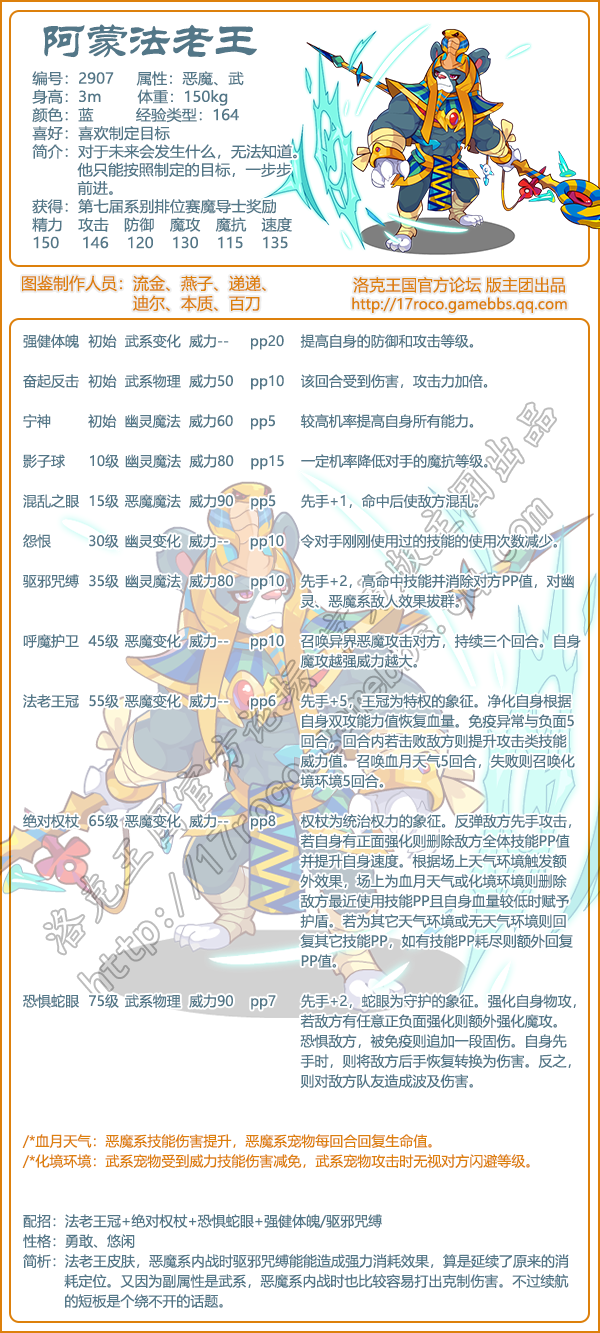 阿蒙法老王
编号：2907 属性：恶魔、武
身高：3m 体重：150kg
颜色：蓝 经验类型：164
喜好：喜欢制定目标
简介：对于未来会发生什么，无法知道。
他只能按照制定的目标，一步步
前进。
获得：第七届系别排位赛魔导士奖励
精力 攻击 防御 魔攻 魔抗 速度
150 146 120 130 115 135
图鉴制作人员：流金、燕子、递递、
迪尔、本质、百刀
洛克王国官方论坛 版主团出品
http://17roco.gamebbs.qq.com
强健体魄 初始 武系变化 威力-- pp20 提高自身的防御和攻击等级。
奋起反击 初始 武系物理 威力50 pp10 该回合受到伤害，攻击力加倍。
宁神 初始 幽灵魔法 威力60 pp5 较高机率提高自身所有能力。
影子球 10级 幽灵魔法 威力80 pp15 一定机率降低对手的魔抗等级。
混乱之眼 15级 恶魔魔法 威力90 pp5 先手+1，命中后使敌方混乱。
怨恨 30级 幽灵变化 威力-- pp10 令对手刚刚使用过的技能的使用次数减少。
驱邪咒缚 35级 幽灵魔法 威力80 pp10 先手+2，高命中技能并消除对方PP值，对幽
灵、恶魔系敌人效果拔群。
呼魔护卫 45级 恶魔变化 威力-- pp10 召唤异界恶魔攻击对方，持续三个回合。自身
魔攻越强威力越大。
法老王冠 55级 恶魔变化 威力-- pp6 先手+5，王冠为特权的象征。净化自身根据
自身双攻能力值恢复血量。免疫异常与负面5
回合，回合内若击败敌方则提升攻击类技能
威力值。召唤血月天气5回合，失败则召唤化
境环境5回合。
绝对权杖 65级 恶魔变化 威力-- pp8 权杖为统治权力的象征。反弹敌方先手攻击，
若自身有正面强化则删除敌方全体技能PP值
并提升自身速度。根据场上天气环境触发额
外效果，场上为血月天气或化境环境则删除
敌方最近使用技能PP且自身血量较低时赋予
护盾。若为其它天气环境或无天气环境则回
复其它技能PP，如有技能PP耗尽则额外回复
PP值。
恐惧蛇眼 75级 武系物理 威力90 pp7 先手+2，蛇眼为守护的象征。强化自身物攻，
若敌方有任意正负面强化则额外强化魔攻。
恐惧敌方，被免疫则追加一段固伤。自身先
手时，则将敌方后手恢复转换为伤害。反之，
则对敌方队友造成波及伤害。
/*血月天气：恶魔系技能伤害提升，恶魔系宠物每回合回复生命值。
/*化境环境：武系宠物受到威力技能伤害减免，武系宠物攻击时无视对方闪避等级。
配招：法老王冠+绝对权杖+恐惧蛇眼+强健体魄/驱邪咒缚
性格：勇敢、悠闲
简析：法老王皮肤，恶魔系内战时驱邪咒缚能能造成强力消耗效果，算是延续了原来的消
耗定位。又因为副属性是武系，恶魔系内战时也比较容易打出克制伤害。不过续航
的短板是个绕不开的话题。
洛克王国官方论坛 版主团出品
http://17roco.gamebbs.qq.com